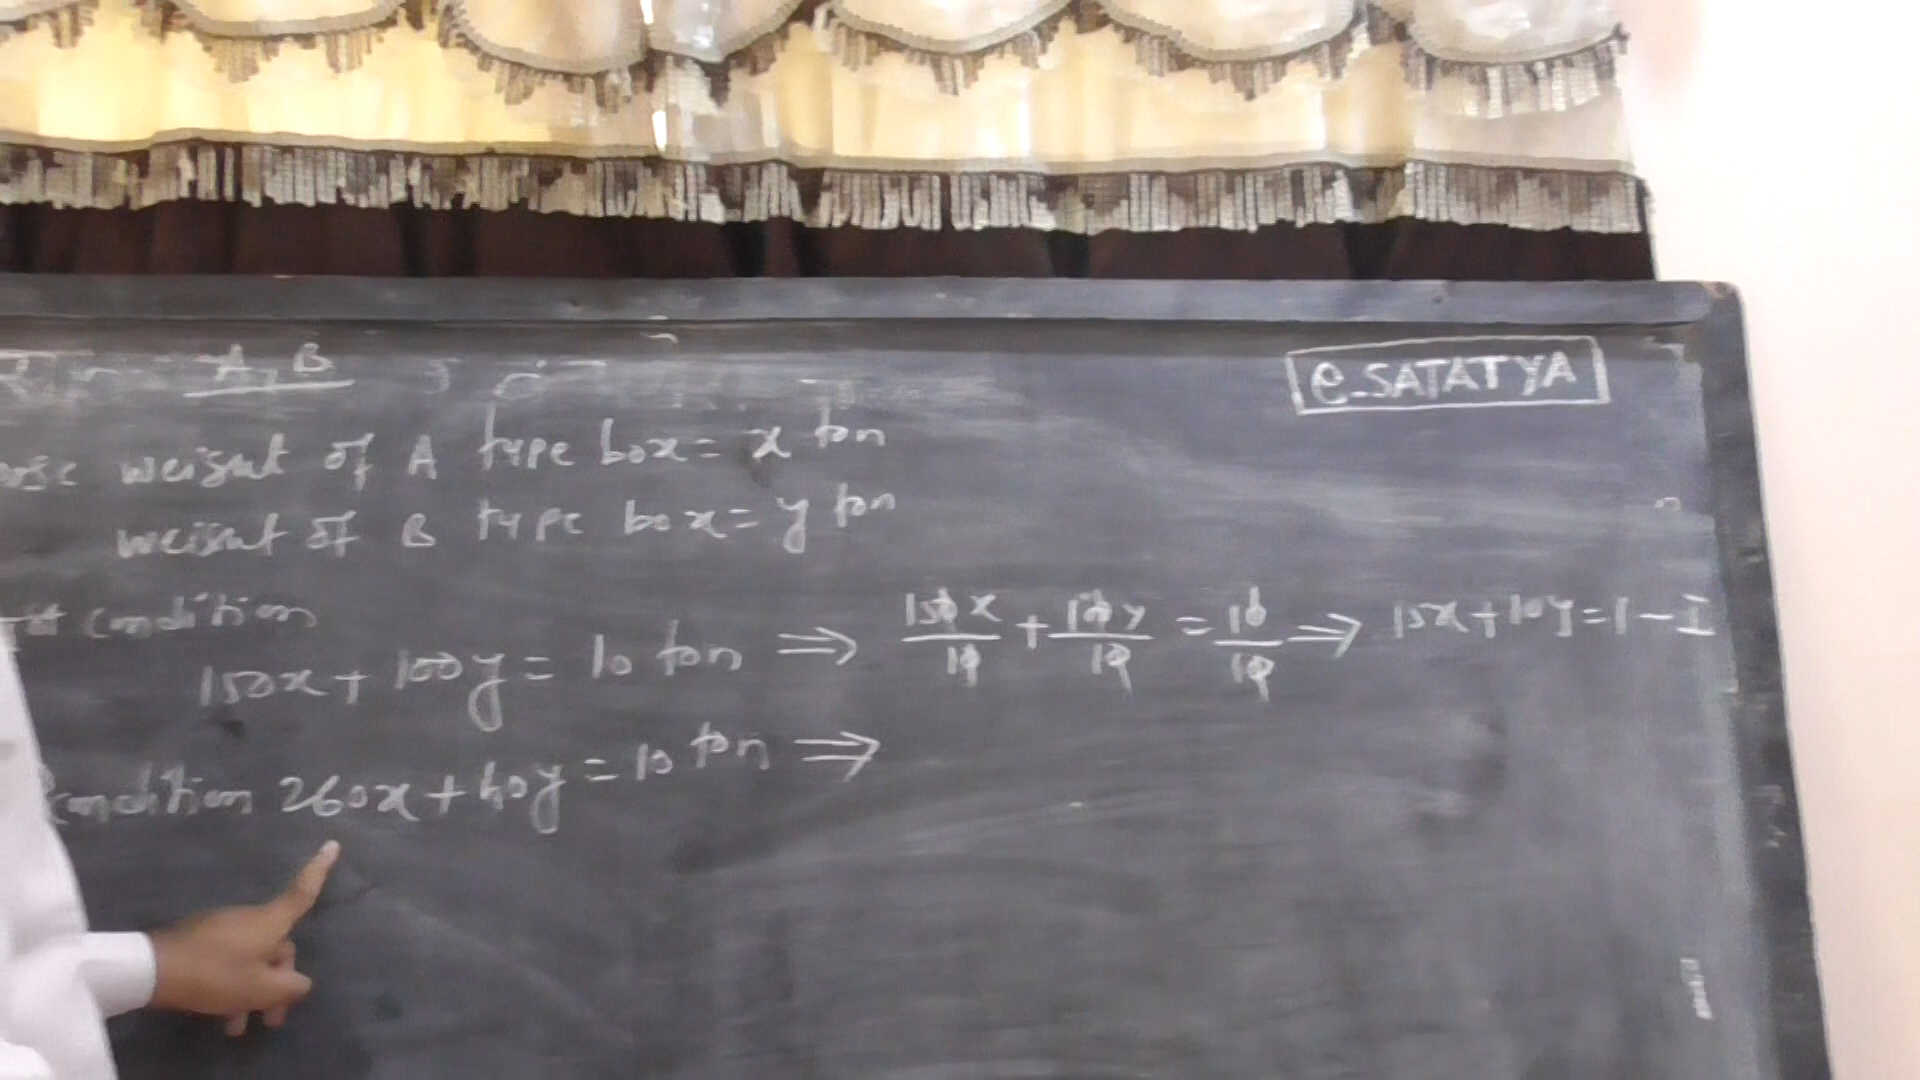 A, B
e-SATATYA
weight of A type box = x ton
weight of B type box = y ton
condition
150x + 100y = 10 ton ⇒ 150x/10 + 100y/10 = 10/10 ⇒ 15x + 10y = 1 - I
condition 260x + 40y = 10 ton ⇒